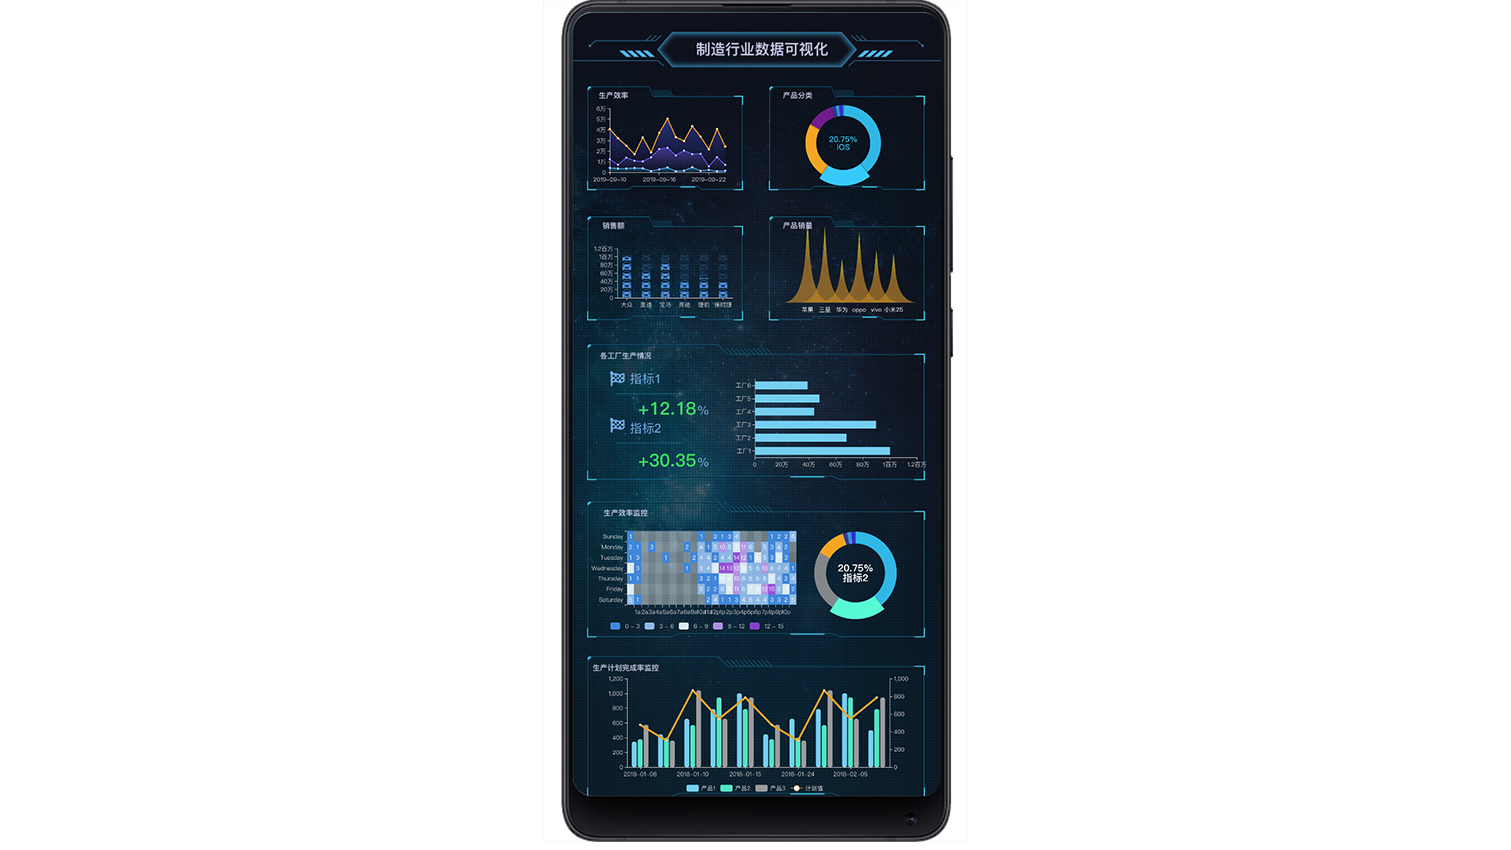 制造行业数据可视化
生产效率
6万
5万
4万
3万
2万
1万
0
2019-09-10 2019-09-16 2019-09-22
产品分类
20.75%
iOS
销售额
1.2百万
1百万
80万
60万
40万
20万
0
大众 奥迪 宝马 奔驰 捷豹 保时捷
产品销量
苹果 三星 华为 oppo vivo 小米25
各工厂生产情况
指标1
+12.18%
指标2
+30.35%
工厂6
工厂5
工厂4
工厂3
工厂2
工厂1
0 20万 40万 60万 80万 1百万 1.2百万
生产效率监控
Sunday
Monday
Tuesday
Wednesday
Thursday
Friday
Saturday
0 - 3 3 - 6 6 - 9 9 - 12 12 - 15
20.75%
指标2
生产计划完成率监控
1,200
1,000
800
600
400
200
0
1,000
800
600
400
200
0
2018-01-08 2018-01-10 2018-01-15 2018-01-24 2018-02-05
产品1 产品2 产品3 计划值